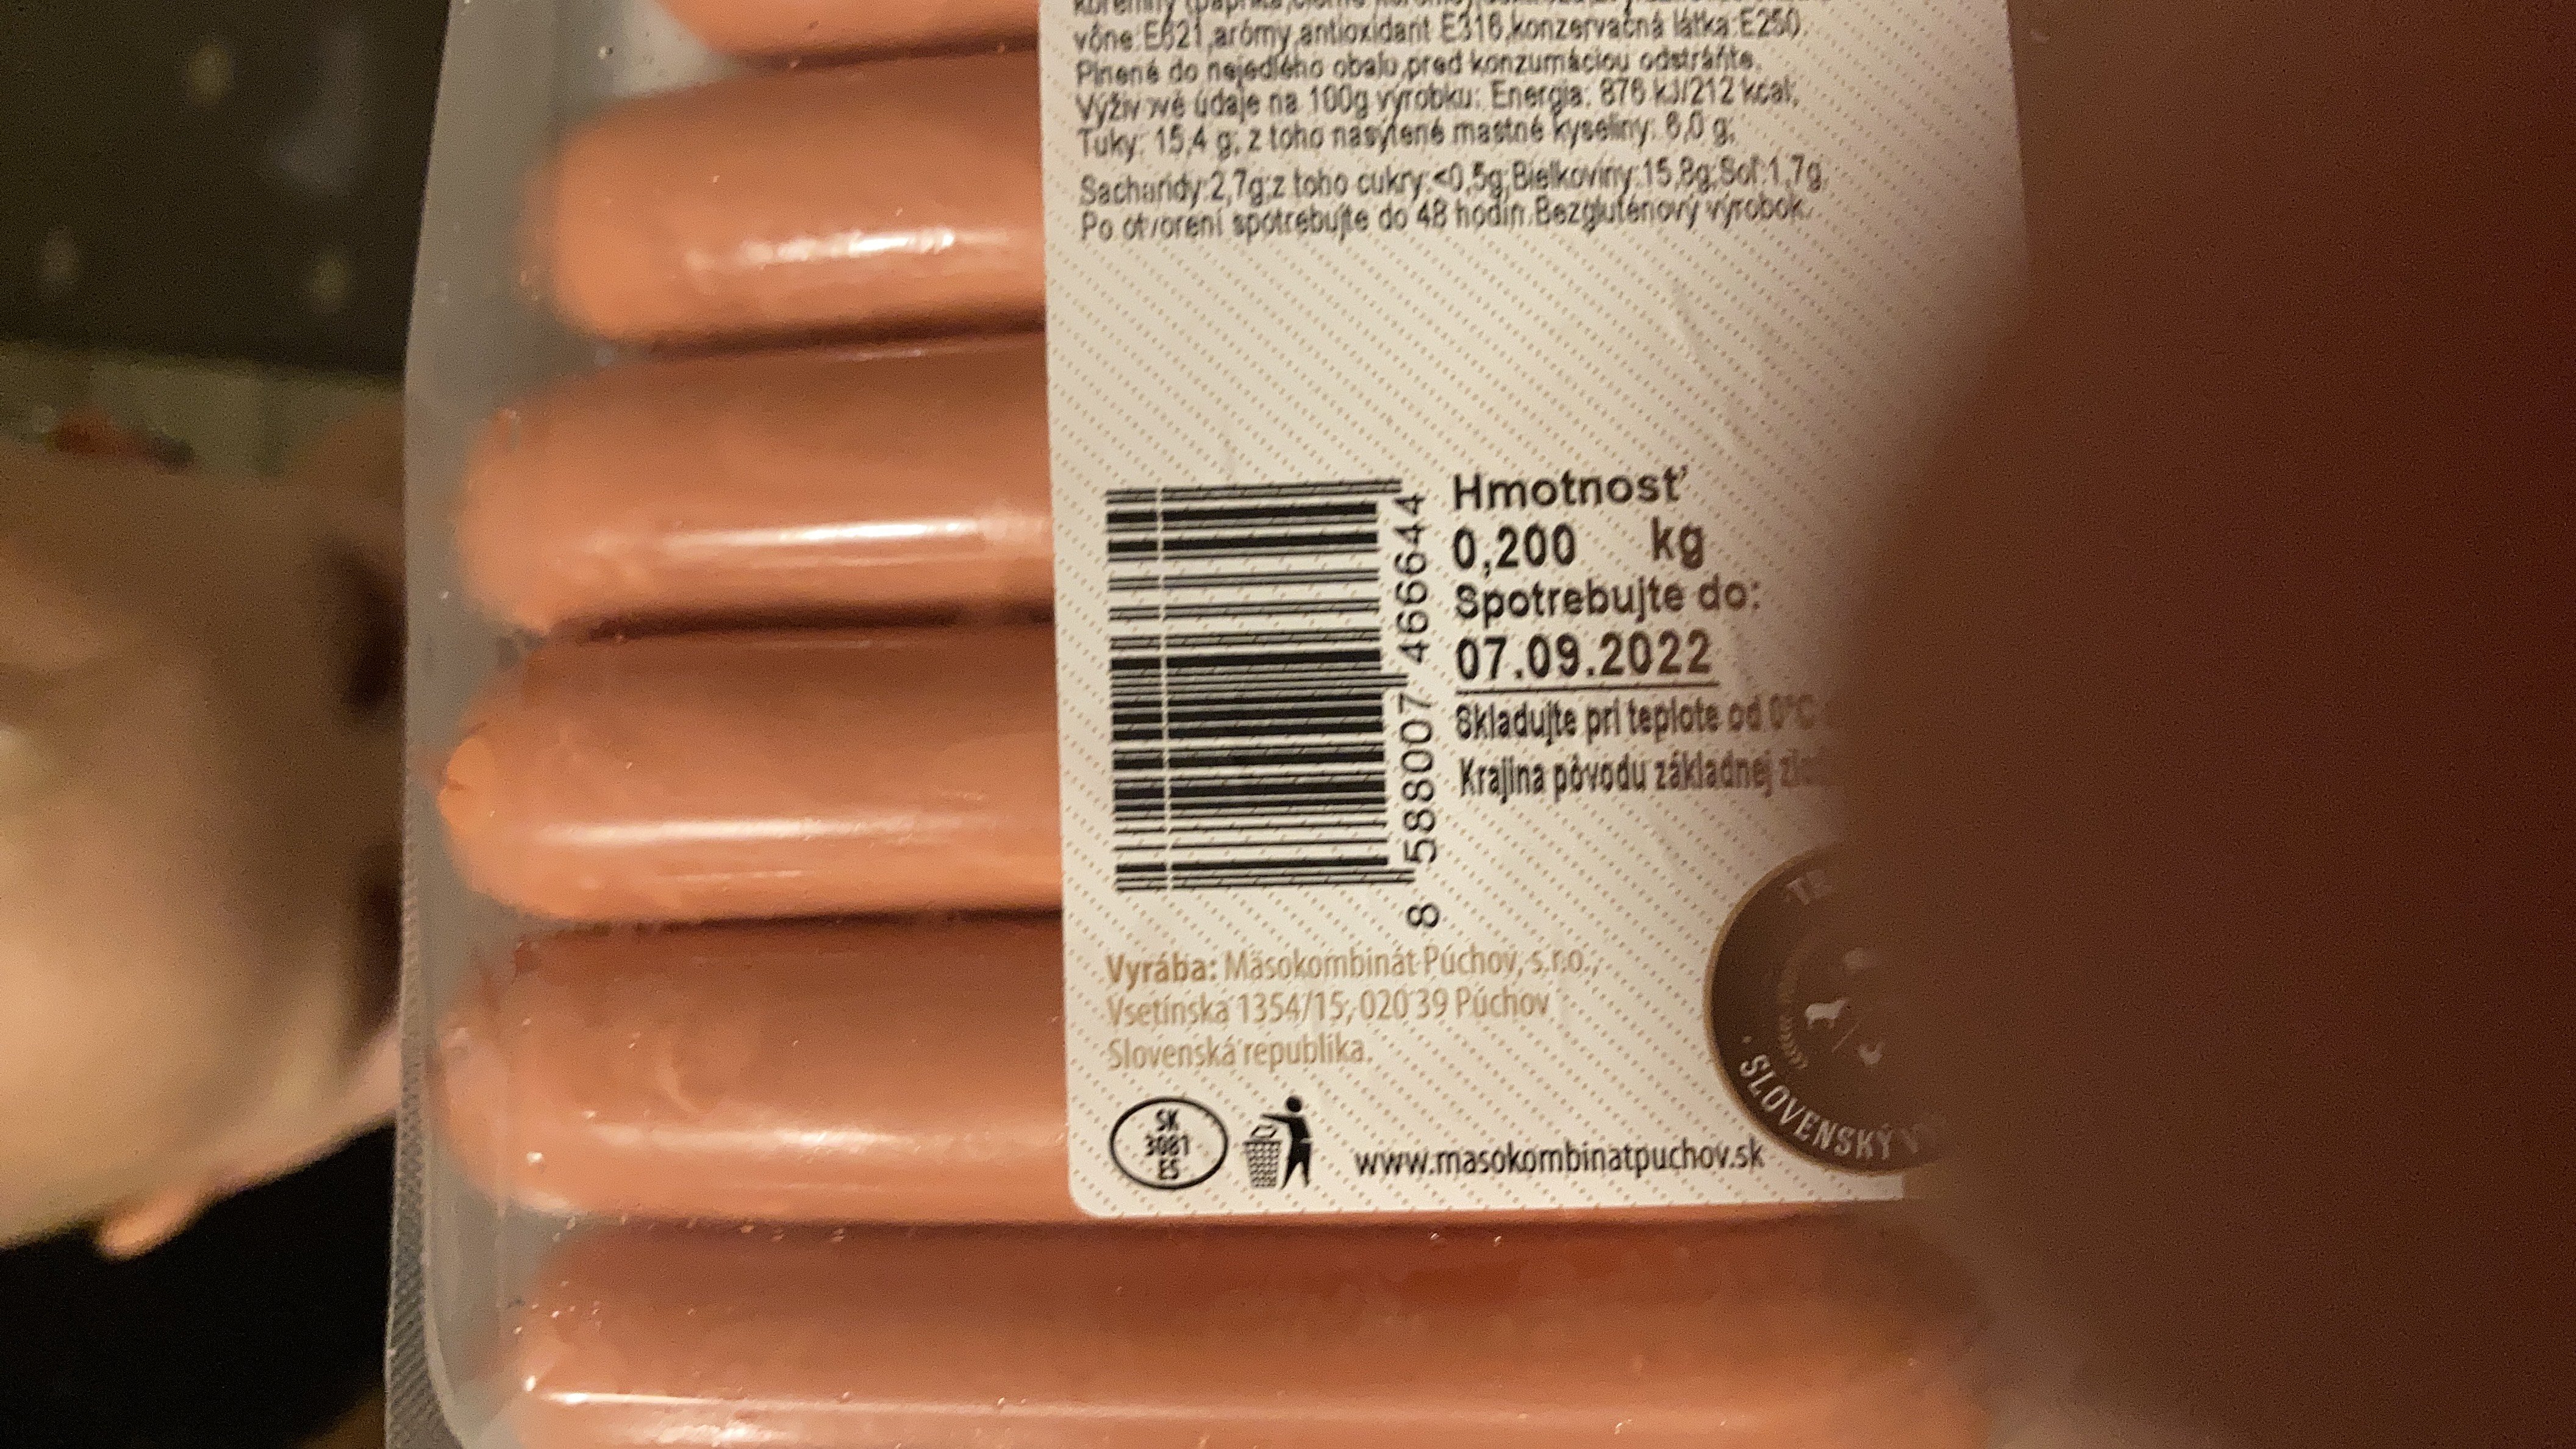 vône:E621,arómy,antioxidant E316,konzervačná látka:E250.
Plnené do nejedlého obalu,pred konzumáciou odstráňte.
Výživové údaje na 100g výrobku: Energia: 876 kJ/212 kcal;
Tuky: 15,4 g; z toho nasýtené mastné kyseliny: 6,0 g;
Sacharidy:2,7g;z toho cukry:<0,5g;Bielkoviny:15,8g;Soľ:1,7g.
Po otvorení spotrebujte do 48 hodín.Bezgluténový výrobok.
Hmotnosť
0,200 kg
Spotrebujte do:
07.09.2022
Skladujte pri teplote od 0°C
Krajina pôvodu základnej
8 588007 466644
Vyrába: Mäsokombinát Púchov, s.r.o.,
Vsetínska 1354/15, 020 39 Púchov
Slovenská republika.
SK
3081
ES
www.masokombinatpuchov.sk
SLOVENSKÝ